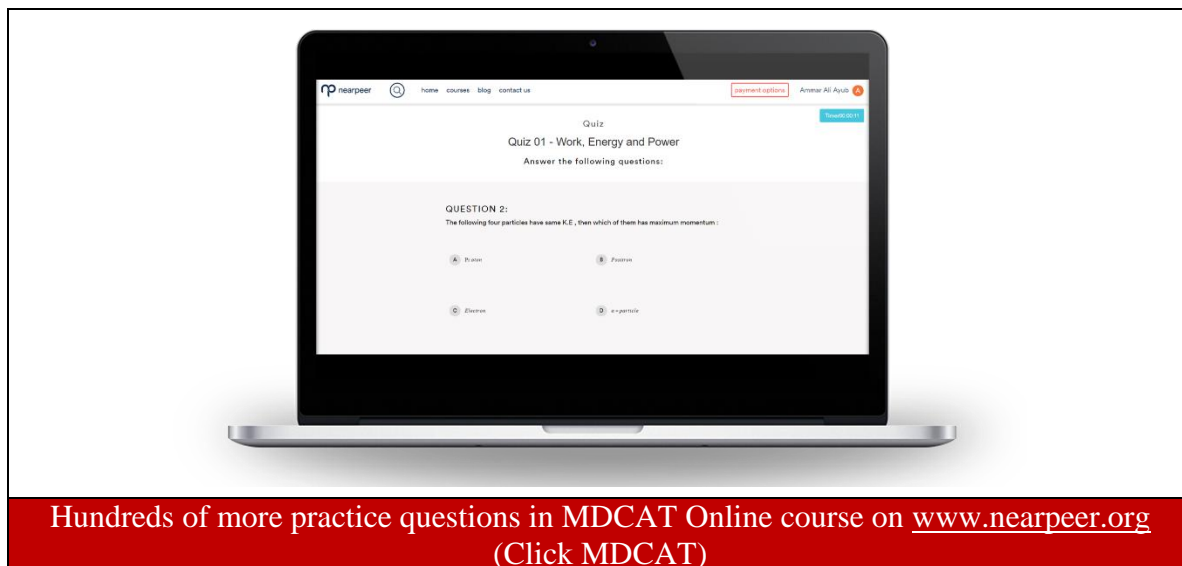 nearpeer home courses blog contact us payment options Ammar Ali Ayub A
Quiz
Quiz 01 - Work, Energy and Power
Answer the following questions:
QUESTION 2:
The following four particles have same K.E , then which of them has maximum momentum :
A Proton B Positron
C Electron D α-particle
Hundreds of more practice questions in MDCAT Online course on www.nearpeer.org
(Click MDCAT)